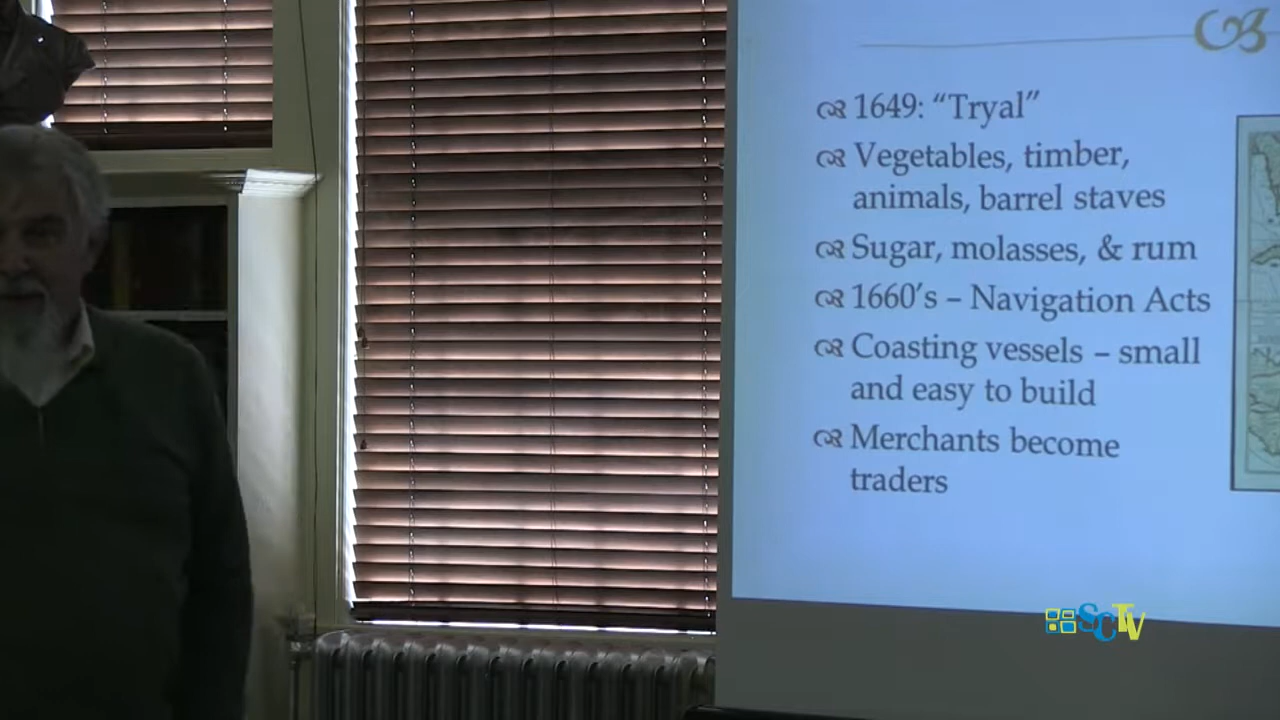 1649: “Tryal”
Vegetables, timber,
animals, barrel staves
Sugar, molasses, & rum
1660’s – Navigation Acts
Coasting vessels – small
and easy to build
Merchants become
traders
SCTV